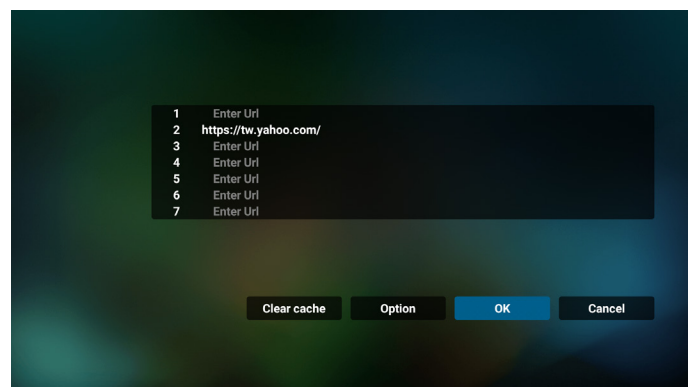 1 Enter Url
2 https://tw.yahoo.com/
3 Enter Url
4 Enter Url
5 Enter Url
6 Enter Url
7 Enter Url
Clear cache Option OK Cancel